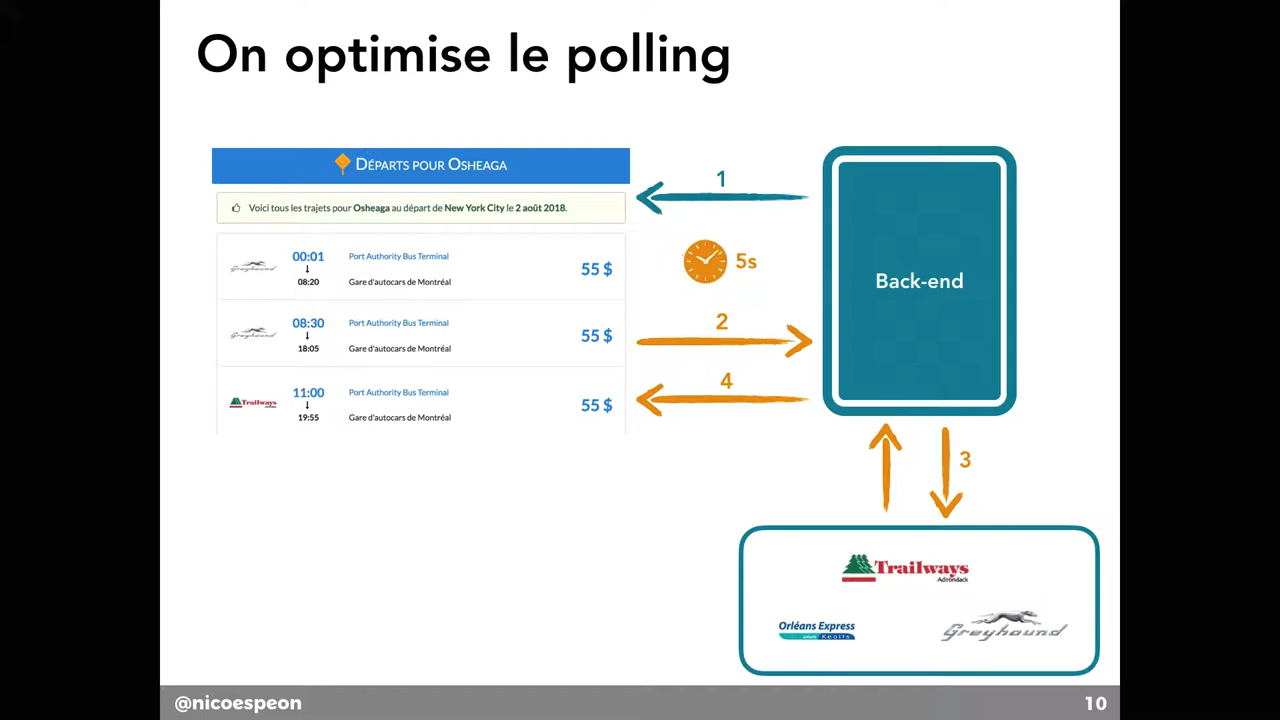 On optimise le polling
DÉPARTS POUR OSHEAGA
Voici tous les trajets pour Osheaga au départ de New York City le 2 août 2018.
Greyhound
00:01
Port Authority Bus Terminal
08:20
Gare d'autocars de Montréal
55 $
Greyhound
08:30
Port Authority Bus Terminal
18:05
Gare d'autocars de Montréal
55 $
Trailways
11:00
Port Authority Bus Terminal
19:55
Gare d'autocars de Montréal
55 $
1
5s
2
4
Back-end
3
Trailways
Adirondack
Orléans Express
Keolis
Greyhound
@nicoespeon
10